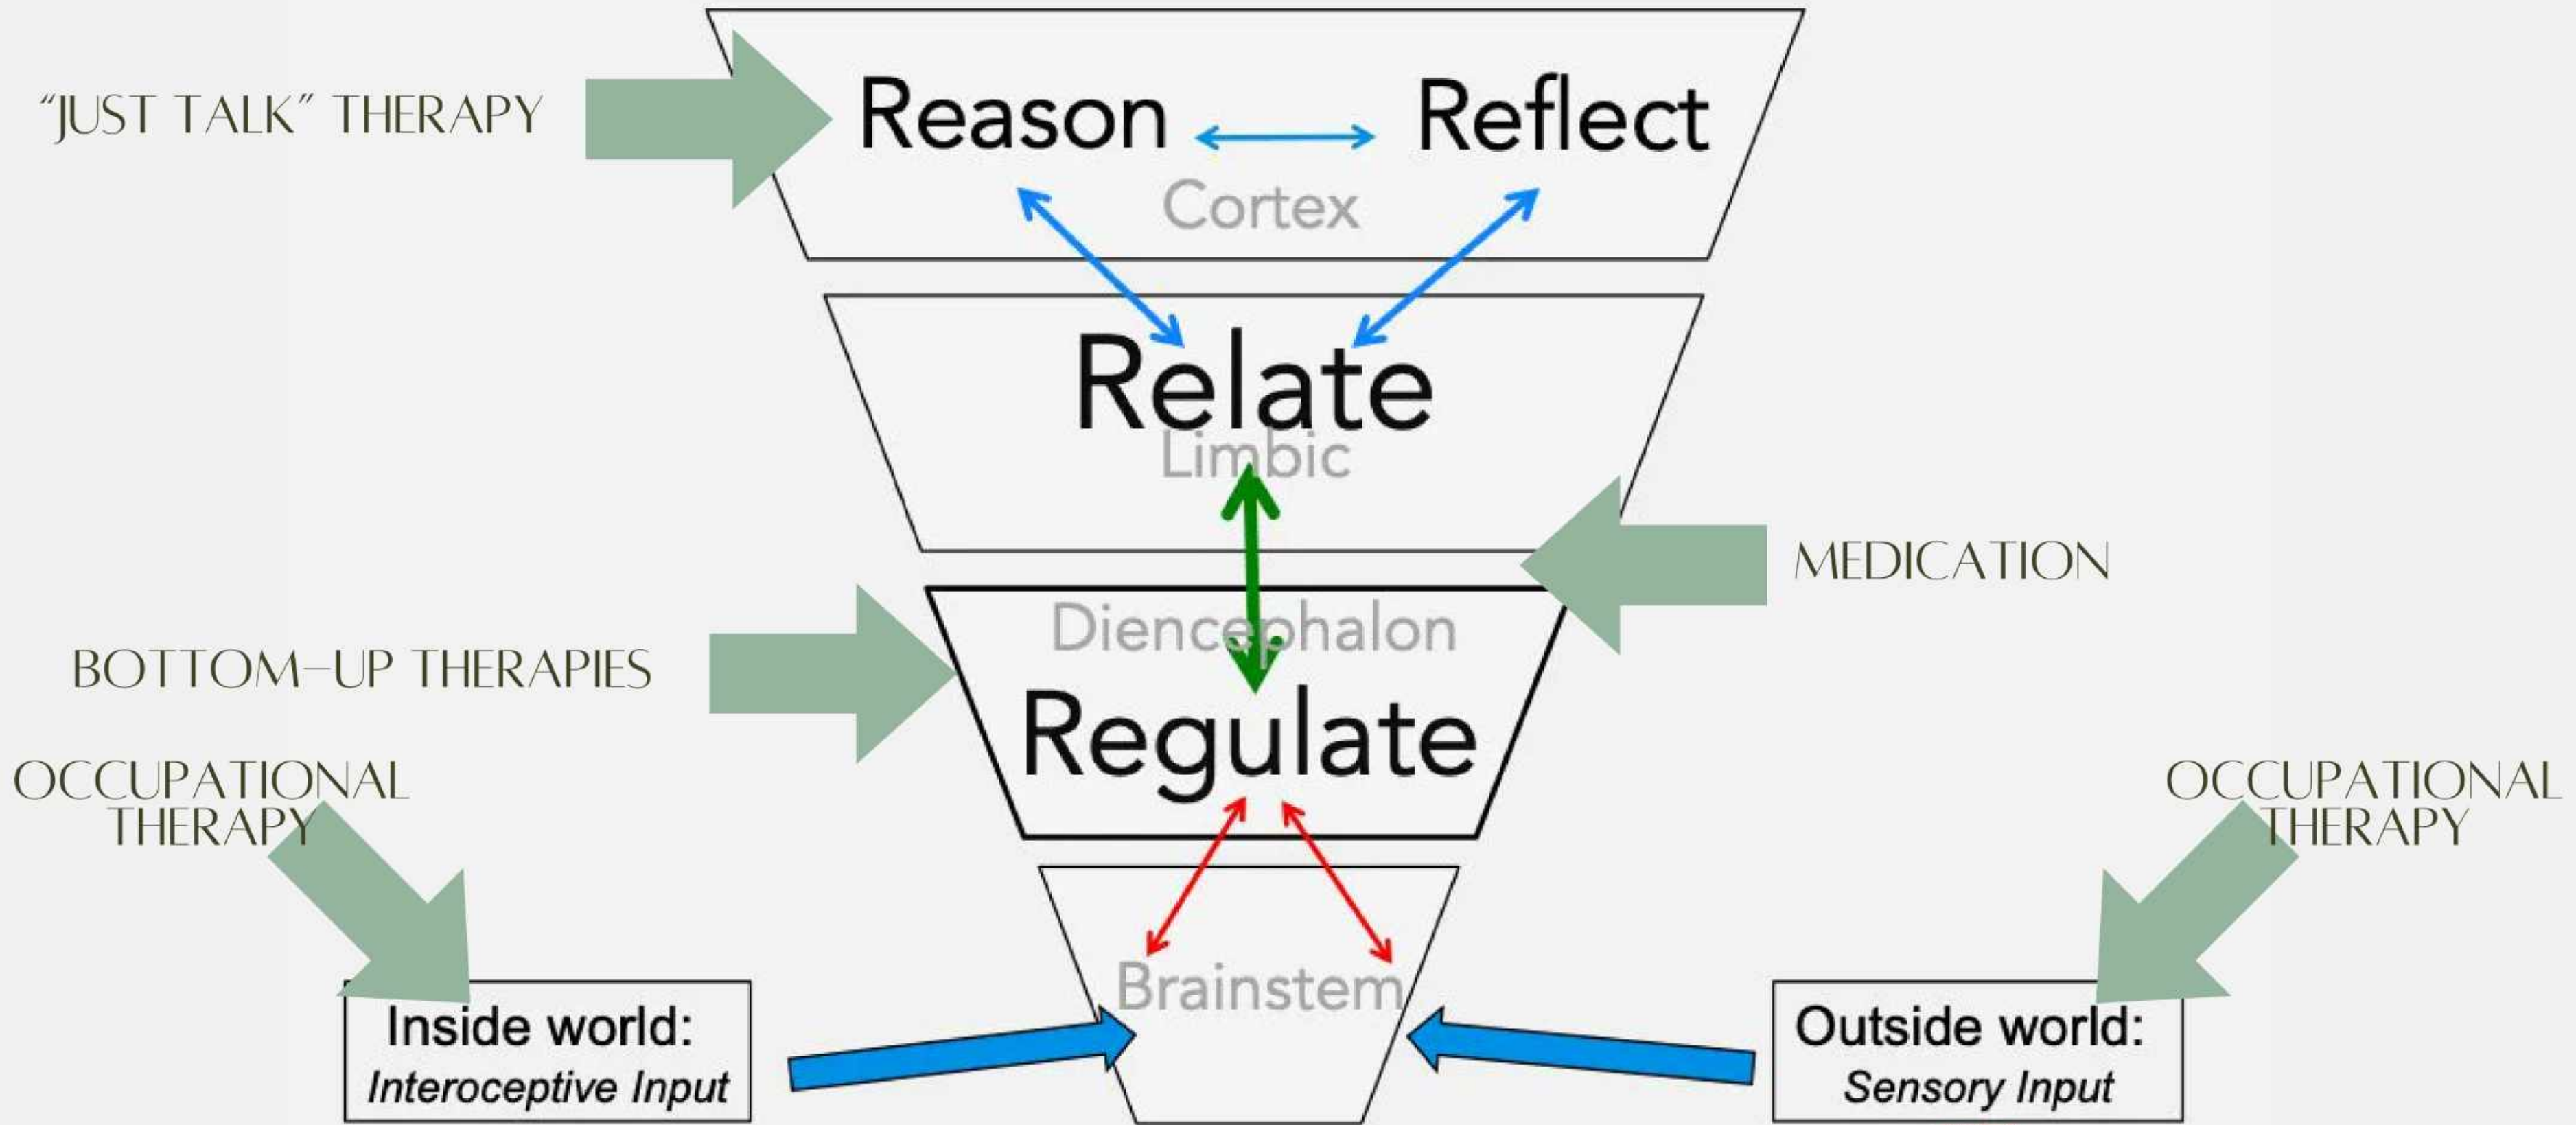 “JUST TALK” THERAPY
Reason
Reflect
Cortex
Relate
Limbic
MEDICATION
Diencephalon
BOTTOM–UP THERAPIES
Regulate
OCCUPATIONAL
THERAPY
OCCUPATIONAL
THERAPY
Brainstem
Inside world:
Interoceptive Input
Outside world:
Sensory Input